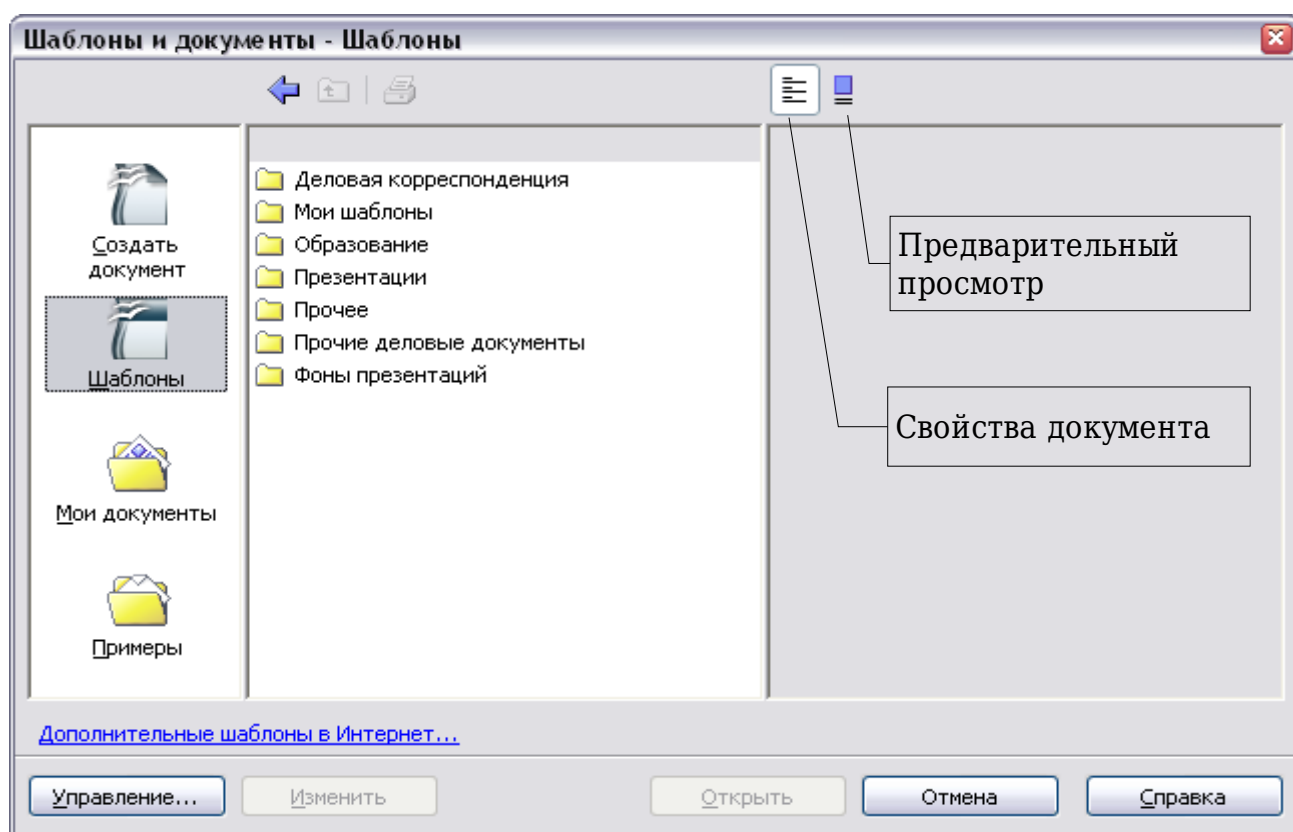 Шаблоны и документы - Шаблоны
Создать
документ
Шаблоны
Мои документы
Примеры
Деловая корреспонденция
Мои шаблоны
Образование
Презентации
Прочее
Прочие деловые документы
Фоны презентаций
Предварительный
просмотр
Свойства документа
Дополнительные шаблоны в Интернет...
Управление...
Изменить
Открыть
Отмена
Справка